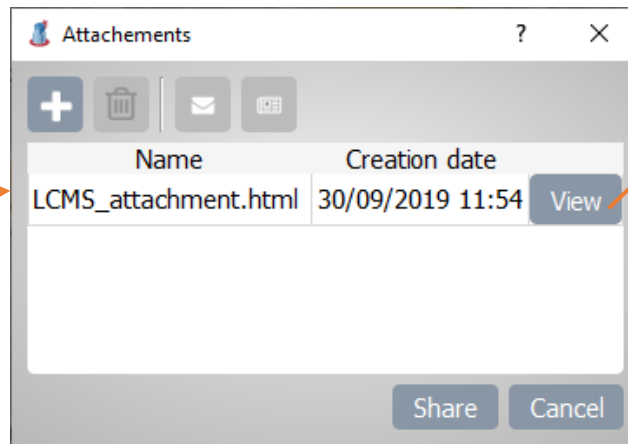 Attachements ?
Name Creation date
LCMS_attachment.html 30/09/2019 11:54 View
Share Cancel